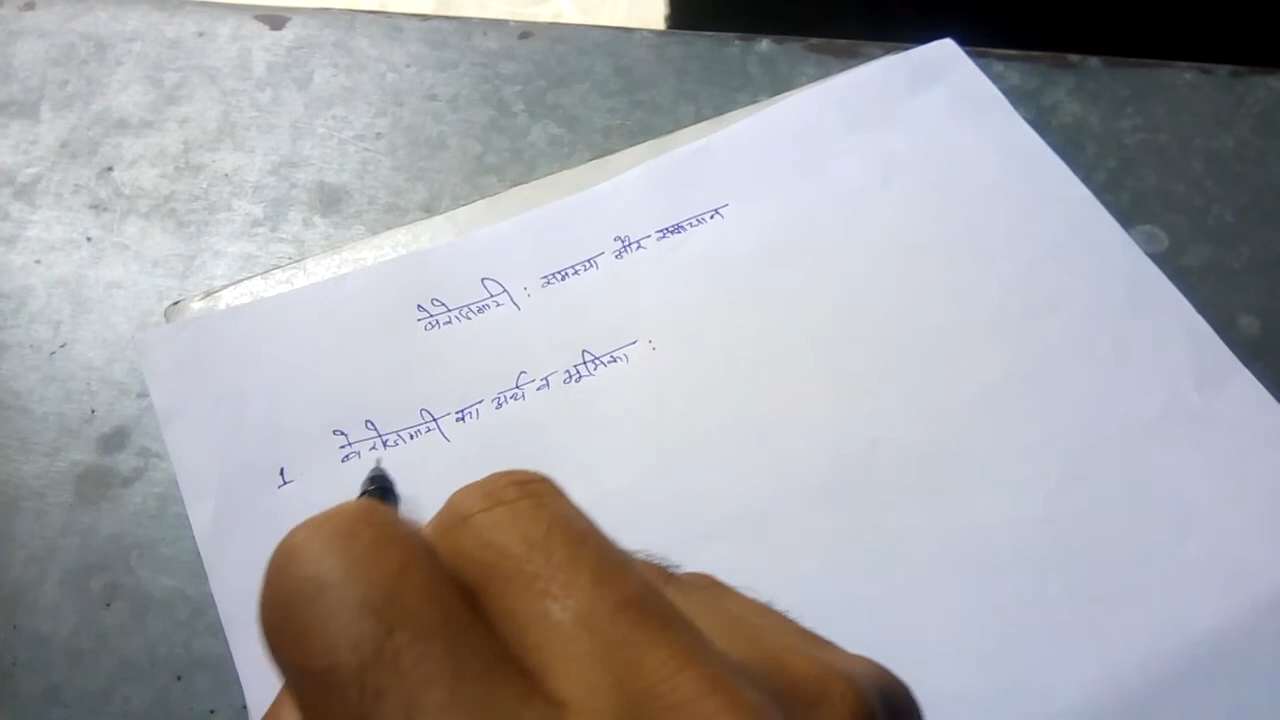 बेरोजगारी : समस्या और समाधान
1. बेरोजगारी का अर्थ व भूमिका :